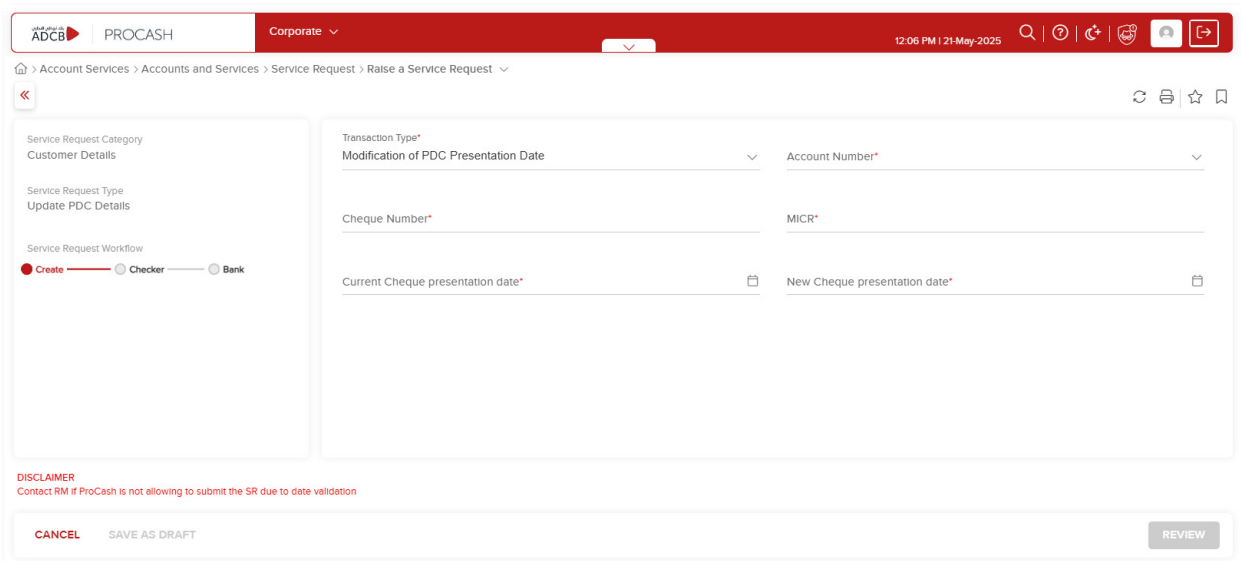 بنك أبوظبي التجاري
ADCB
PROCASH
Corporate
12:06 PM | 21-May-2025
Account Services > Accounts and Services > Service Request > Raise a Service Request
Service Request Category
Customer Details
Service Request Type
Update PDC Details
Service Request Workflow
Create
Checker
Bank
Transaction Type*
Modification of PDC Presentation Date
Account Number*
Cheque Number*
MICR*
Current Cheque presentation date*
New Cheque presentation date*
DISCLAIMER
Contact RM if ProCash is not allowing to submit the SR due to date validation
CANCEL
SAVE AS DRAFT
REVIEW